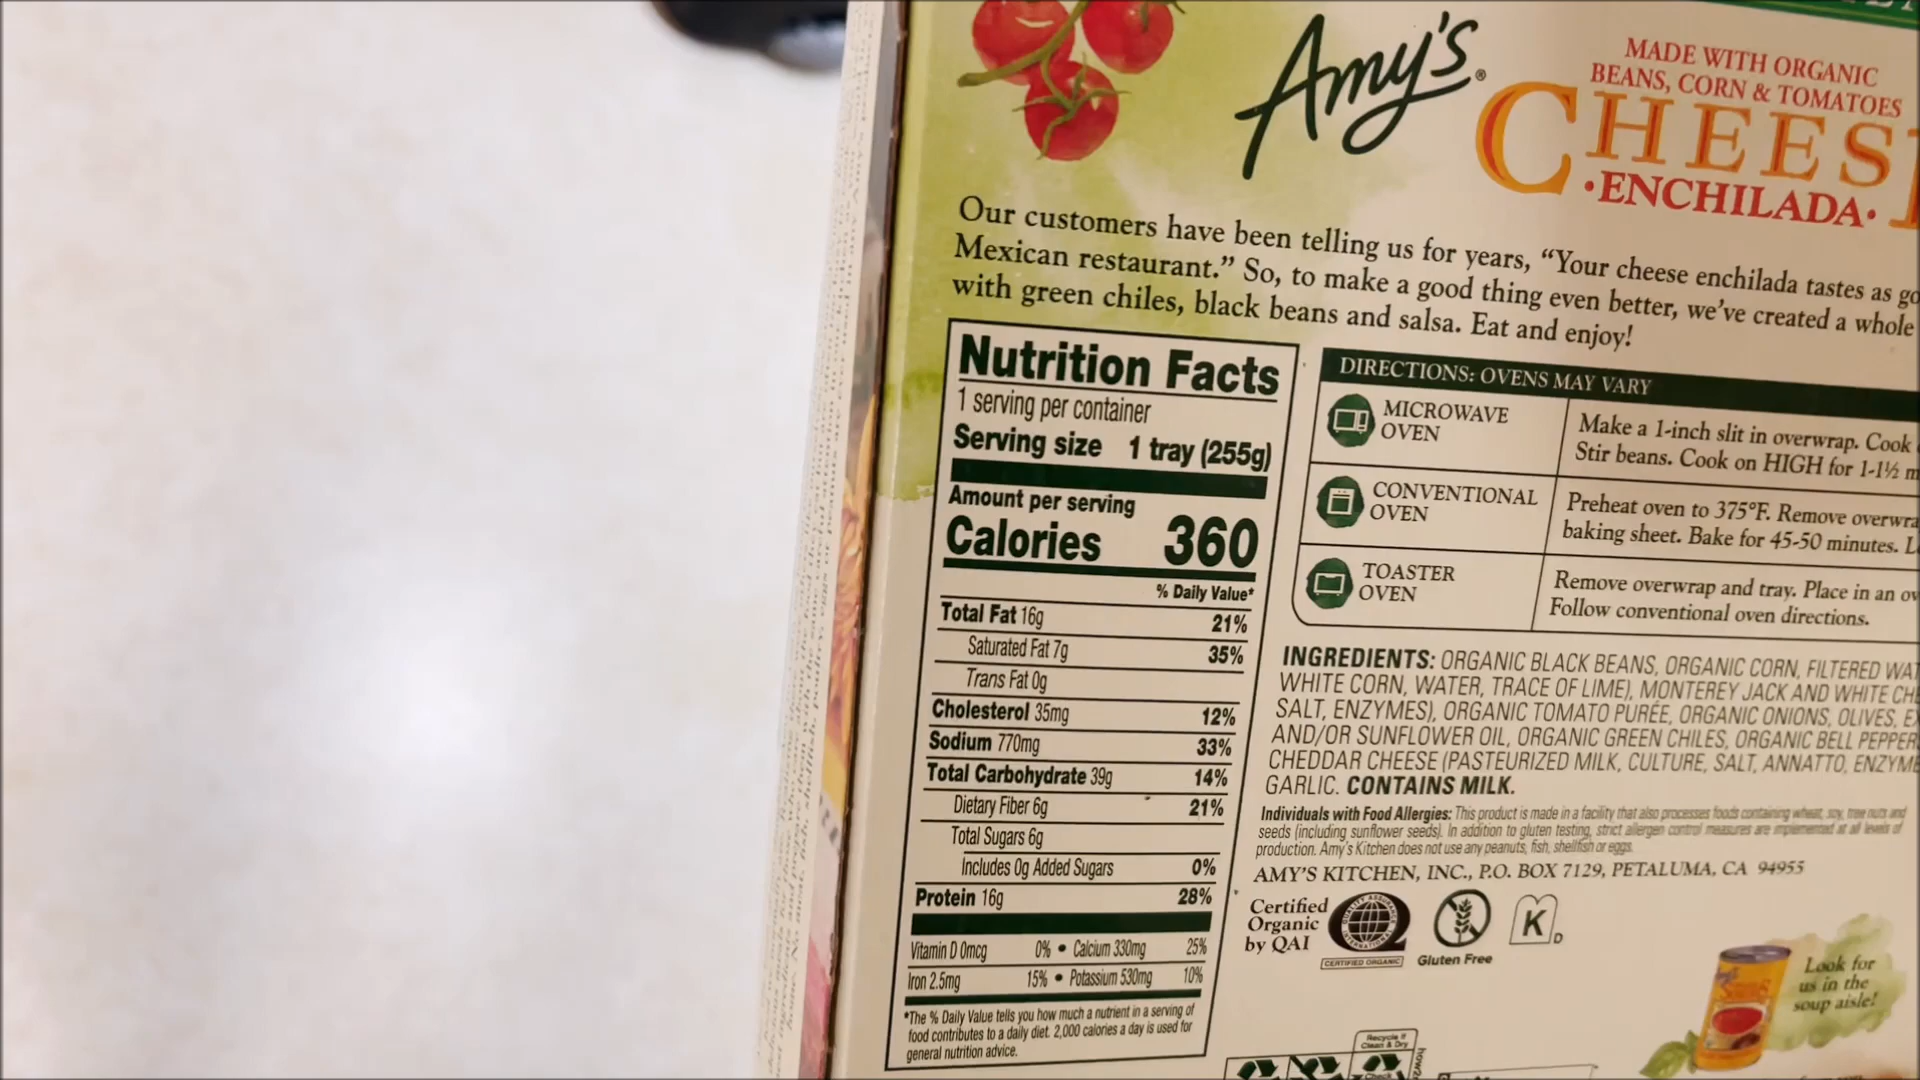 Amy's®
MADE WITH ORGANIC
BEANS, CORN & TOMATOES
CHEES
•ENCHILADA•
Our customers have been telling us for years, “Your cheese enchilada tastes as
Mexican restaurant.” So, to make a good thing even better, we’ve created a whole
with green chiles, black beans and salsa. Eat and enjoy!
Nutrition Facts
1 serving per container
Serving size 1 tray (255g)
Amount per serving
Calories 360
% Daily Value*
Total Fat 16g 21%
Saturated Fat 7g 35%
Trans Fat 0g
Cholesterol 35mg 12%
Sodium 770mg 33%
Total Carbohydrate 39g 14%
Dietary Fiber 6g 21%
Total Sugars 6g
Includes 0g Added Sugars 0%
Protein 16g 28%
Vitamin D 0mcg 0% • Calcium 330mg 25%
Iron 2.5mg 15% • Potassium 530mg 10%
*The % Daily Value tells you how much a nutrient in a serving of
food contributes to a daily diet. 2,000 calories a day is used for
general nutrition advice.
DIRECTIONS: OVENS MAY VARY
MICROWAVE
OVEN
Make a 1-inch slit in overwrap. Cook
Stir beans. Cook on HIGH for 1-1½
CONVENTIONAL
OVEN
Preheat oven to 375°F. Remove
baking sheet. Bake for 45-50 minutes.
TOASTER
OVEN
Remove overwrap and tray. Place in an
Follow conventional oven directions.
INGREDIENTS: ORGANIC BLACK BEANS, ORGANIC CORN, FILTERED
WHITE CORN, WATER, TRACE OF LIME), MONTEREY JACK AND WHITE
SALT, ENZYMES), ORGANIC TOMATO PURÉE, ORGANIC ONIONS, OLIVES,
AND/OR SUNFLOWER OIL, ORGANIC GREEN CHILES, ORGANIC BELL
CHEDDAR CHEESE (PASTEURIZED MILK, CULTURE, SALT, ANNATTO,
GARLIC. CONTAINS MILK.
Individuals with Food Allergies: This product is made in a facility that also processes foods containing wheat, soy, tree nuts and
seeds (including sunflower seeds). In addition to gluten testing, strict allergen control measures are implemented at all levels of
production. Amy's Kitchen does not use any peanuts, fish, shellfish or eggs.
AMY'S KITCHEN, INC., P.O. BOX 7129, PETALUMA, CA 94955
Certified
Organic
by QAI
QUALITY ASSURANCE
INTERNATIONAL
CERTIFIED ORGANIC
Gluten Free
K D
Look for
us in the
soup aisle!
Recycle if
Clean & Dry